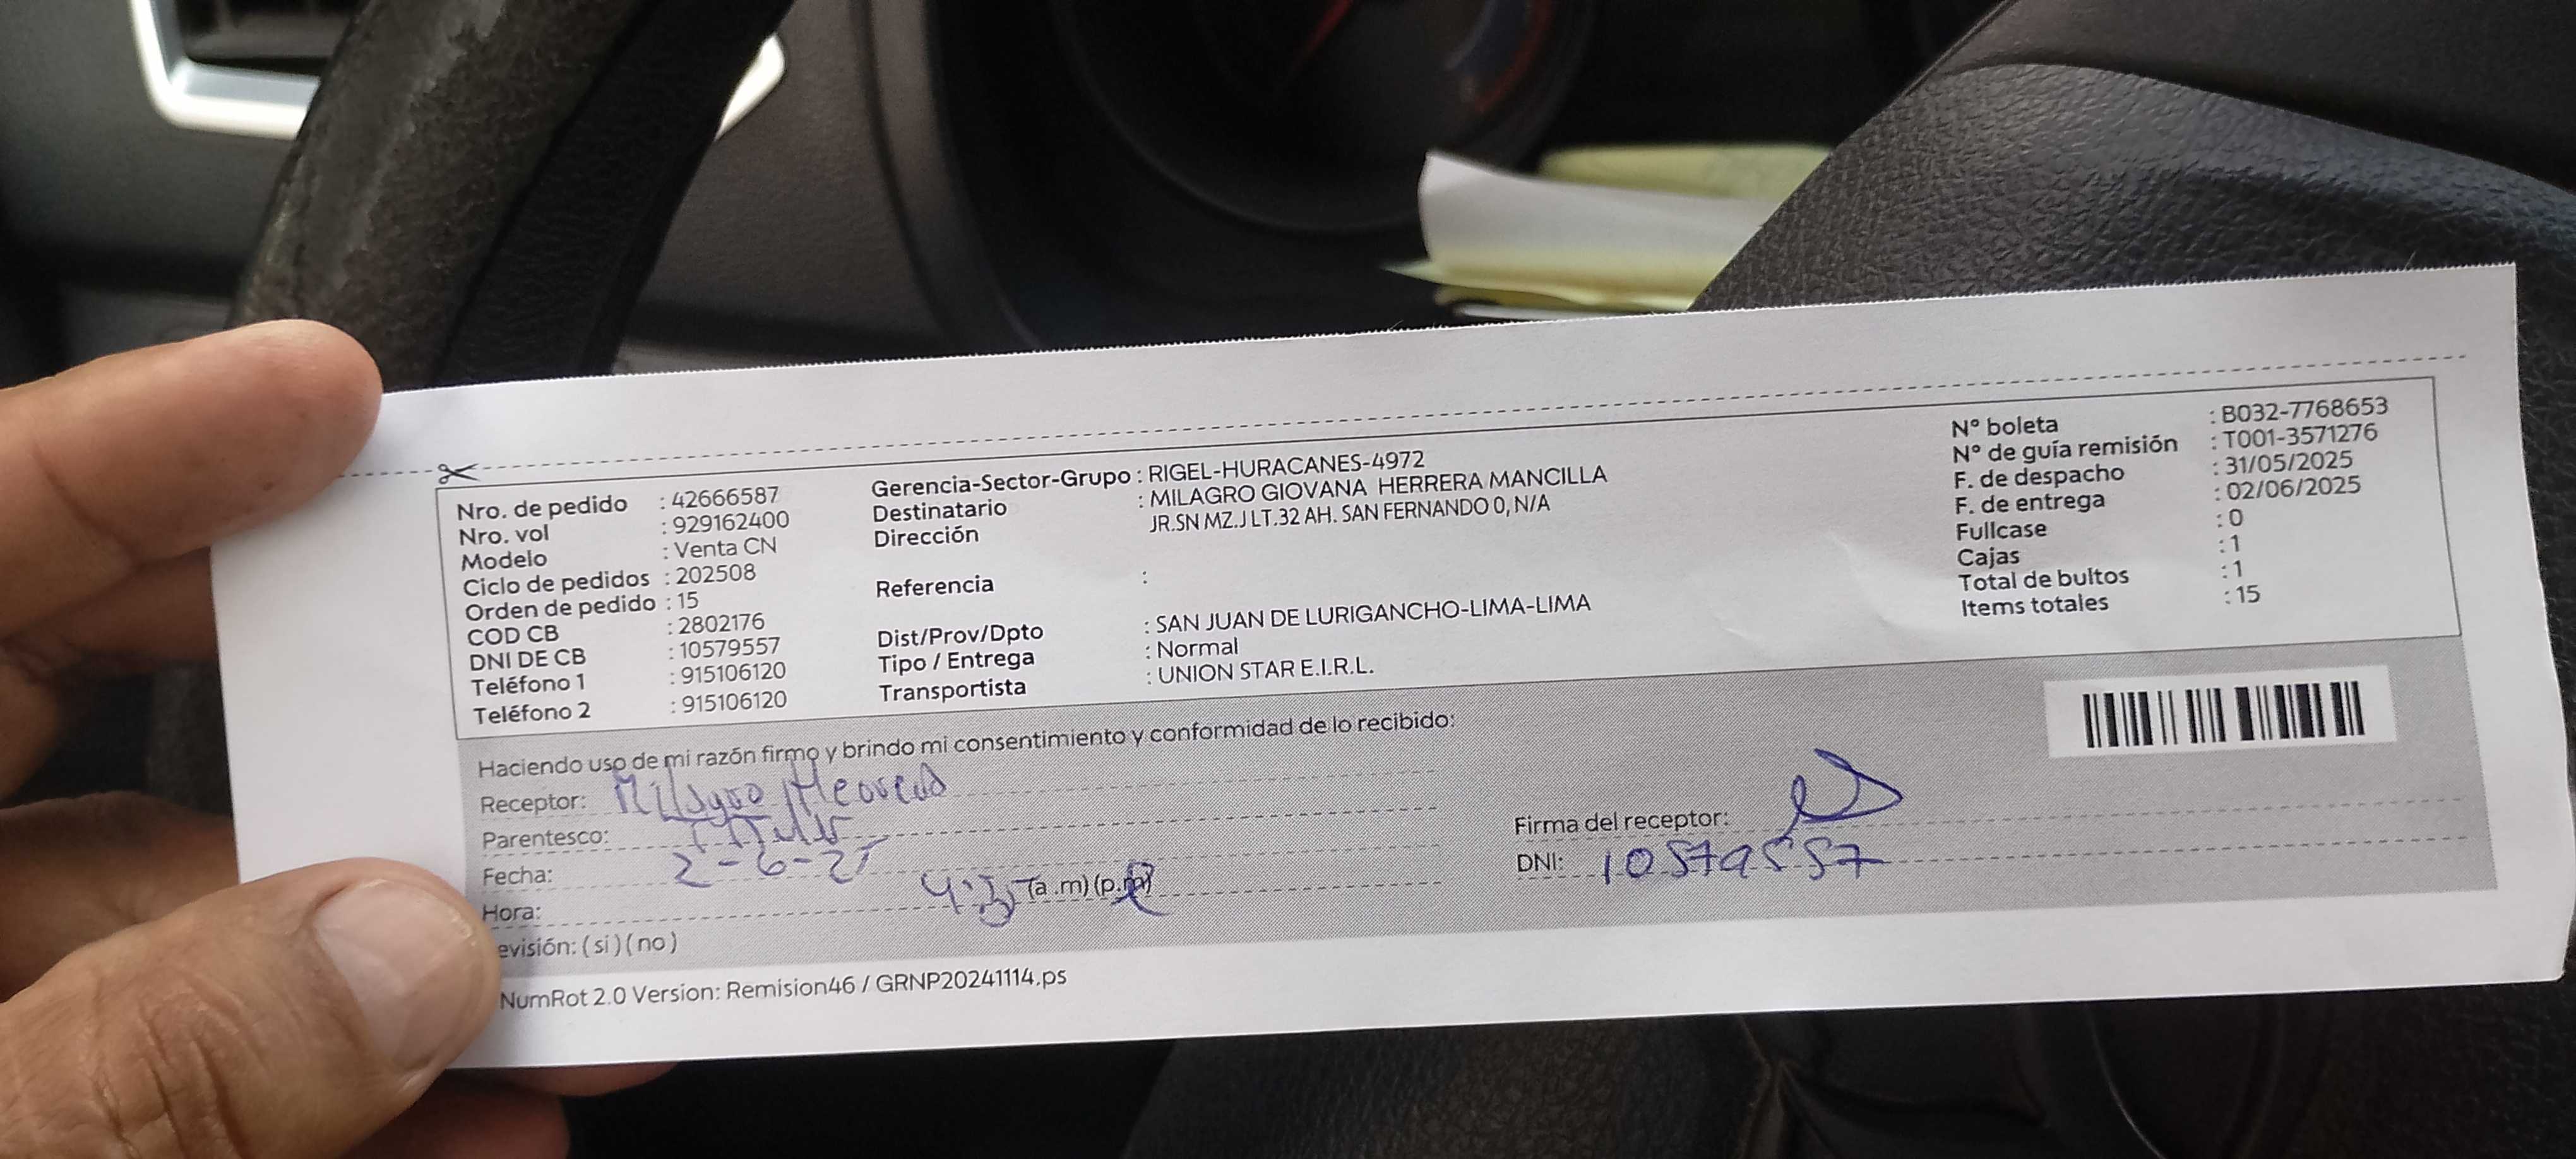 Nro. de pedido : 42666587
Nro. vol : 929162400
Modelo : Venta CN
Ciclo de pedidos : 202508
Orden de pedido : 15
COD CB : 2802176
DNI DE CB : 10579557
Teléfono 1 : 915106120
Teléfono 2 : 915106120
Gerencia-Sector-Grupo : RIGEL-HURACANES-4972
Destinatario : MILAGRO GIOVANA HERRERA MANCILLA
Dirección JR.SN MZ.J LT.32 AH. SAN FERNANDO 0, N/A
Referencia :
Dist/Prov/Dpto : SAN JUAN DE LURIGANCHO-LIMA-LIMA
Tipo / Entrega : Normal
Transportista : UNION STAR E.I.R.L.
N° boleta : B032-7768653
N° de guía remisión : T001-3571276
F. de despacho : 31/05/2025
F. de entrega : 02/06/2025
Fullcase : 0
Cajas : 1
Total de bultos : 1
Items totales : 15
Haciendo uso de mi razón firmo y brindo mi consentimiento y conformidad de lo recibido:
Receptor: Milagro Herrera
Parentesco: Titular
Fecha: 2-6-25
Hora: (a.m) (p.m)
evisión: ( si ) ( no )
Firma del receptor:
DNI: 10579557
NumRot 2.0 Version: Remision46 / GRNP20241114.ps